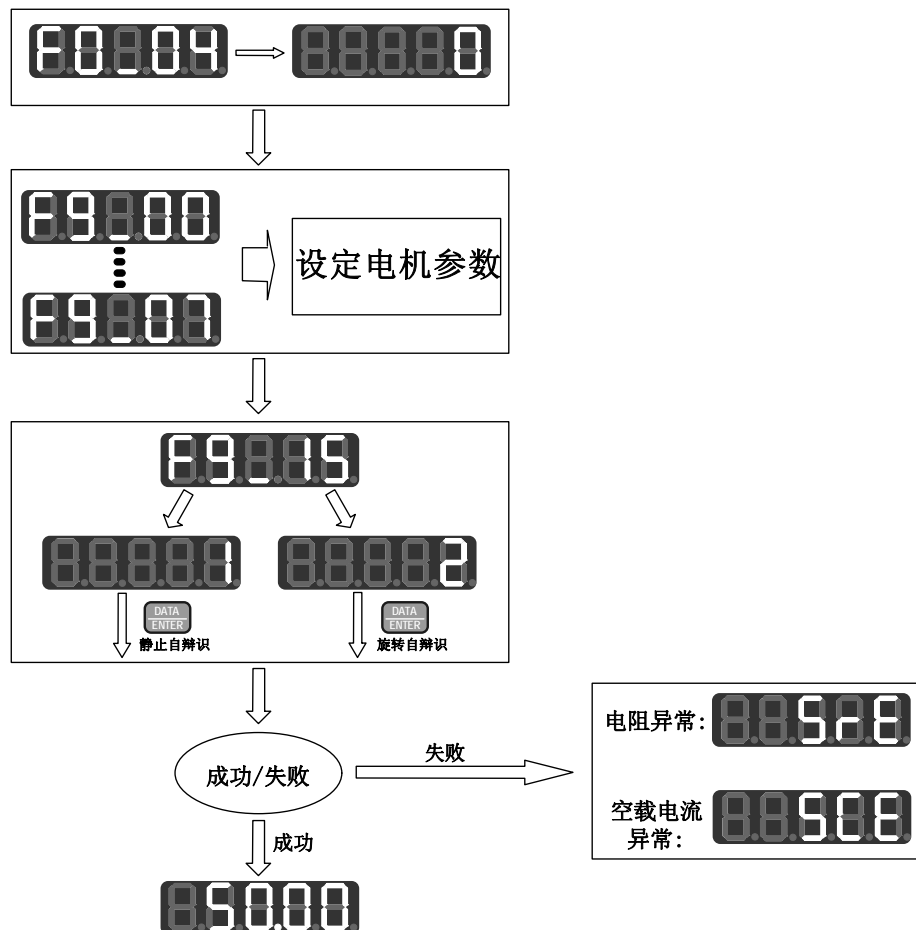 F0_04
0
F9_00
设定电机参数
F9_07
F9_15
1
2
DATA
ENTER
静止自辩识
DATA
ENTER
旋转自辩识
成功/失败
失败
电阻异常:
SrE
空载电流
异常:
SCE
成功
50.00